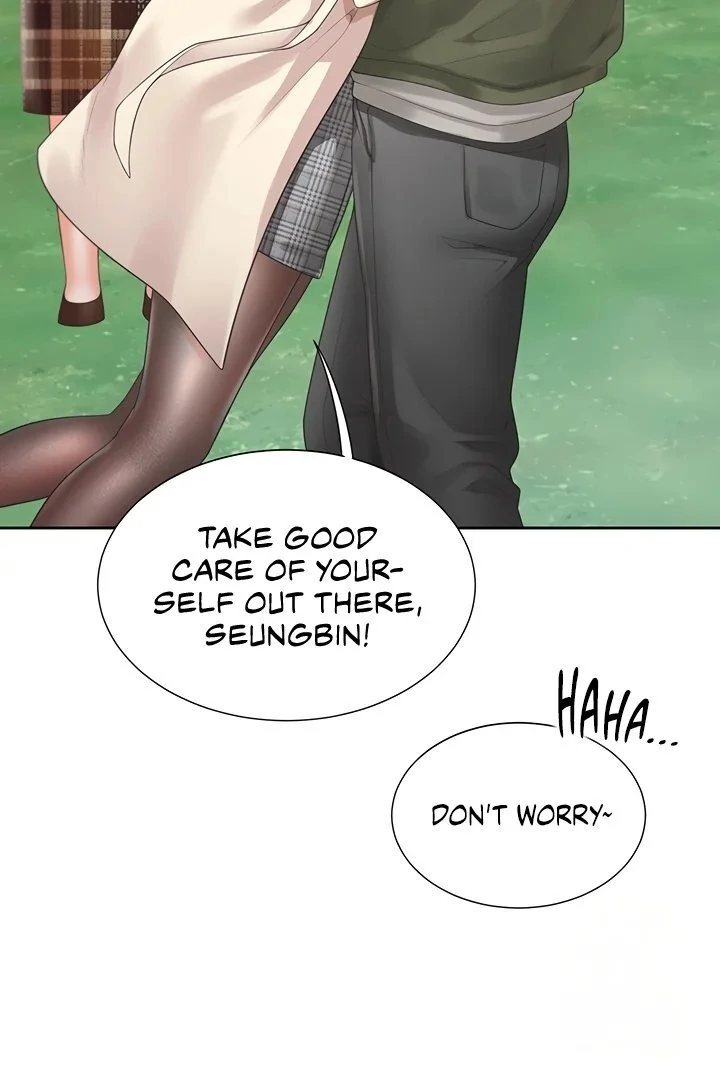 TAKE GOOD
CARE OF YOUR-
SELF OUT THERE,
SEUNGBIN!
HAHA...
DON'T WORRY~